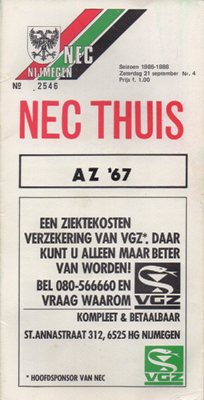 NEC
NIJMEGEN
No 2546
Seizoen 1985-1986
Zaterdag 21 september Nr. 4
Prijs f. 1.00
NEC THUIS
AZ '67
EEN ZIEKTEKOSTEN
VERZEKERING VAN VGZ*. DAAR
KUNT U ALLEEN MAAR BETER
VAN WORDEN!
BEL 080-566660 EN
VRAAG WAAROM
VGZ
KOMPLEET & BETAALBAAR
ST. ANNASTRAAT 312, 6525 HG NIJMEGEN
* HOOFDSPONSOR VAN NEC
VGZ